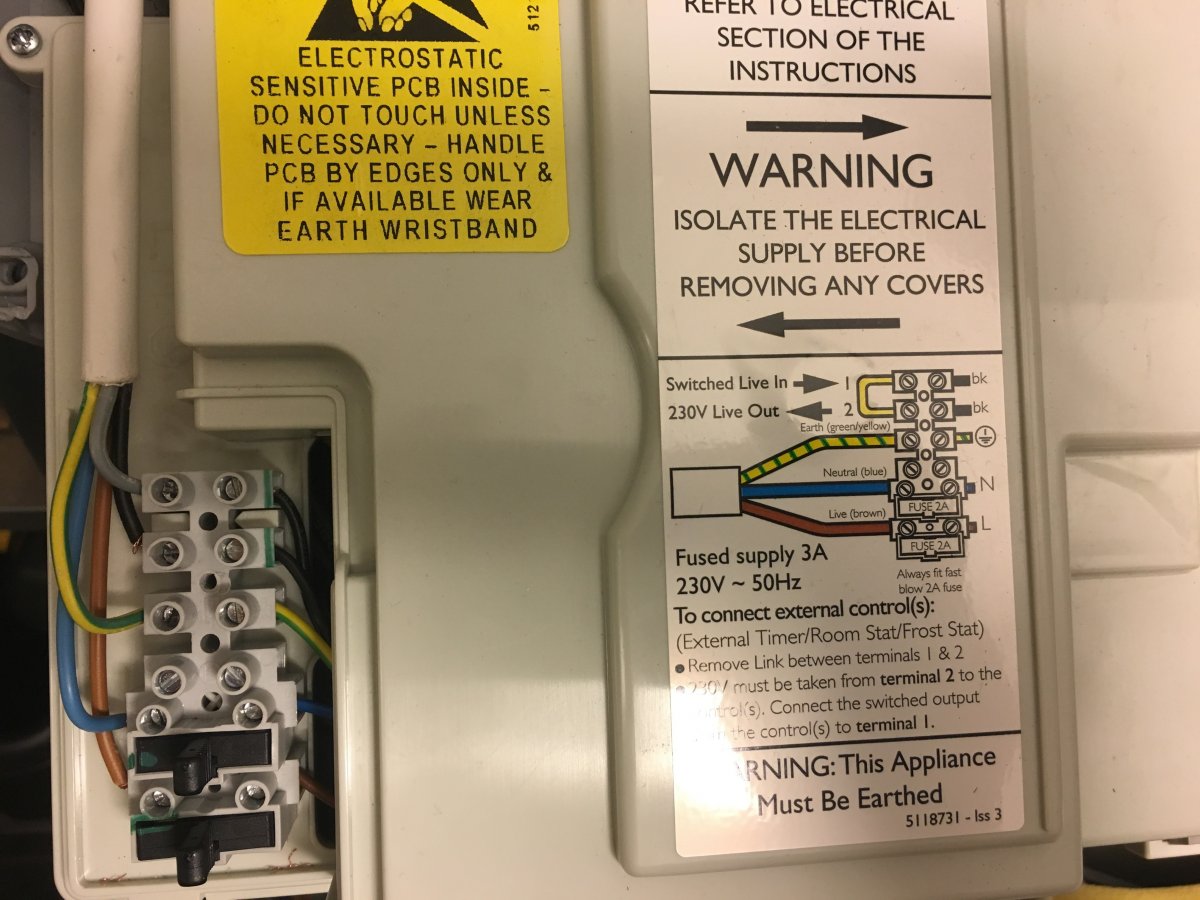 512
ELECTROSTATIC
SENSITIVE PCB INSIDE -
DO NOT TOUCH UNLESS
NECESSARY - HANDLE
PCB BY EDGES ONLY &
IF AVAILABLE WEAR
EARTH WRISTBAND
REFER TO ELECTRICAL
SECTION OF THE
INSTRUCTIONS
WARNING
ISOLATE THE ELECTRICAL
SUPPLY BEFORE
REMOVING ANY COVERS
Switched Live In 1 bk
230V Live Out 2 bk
Earth (green/yellow)
Neutral (blue) N
FUSE 2A
Live (brown) L
FUSE 2A
Fused supply 3A
230V ~ 50Hz
Always fit fast
blow 2A fuse
To connect external control(s):
(External Timer/Room Stat/Frost Stat)
• Remove Link between terminals 1 & 2
• 230V must be taken from terminal 2 to the
control(s). Connect the switched output
the control(s) to terminal 1.
WARNING: This Appliance
Must Be Earthed
5118731 - Iss 3